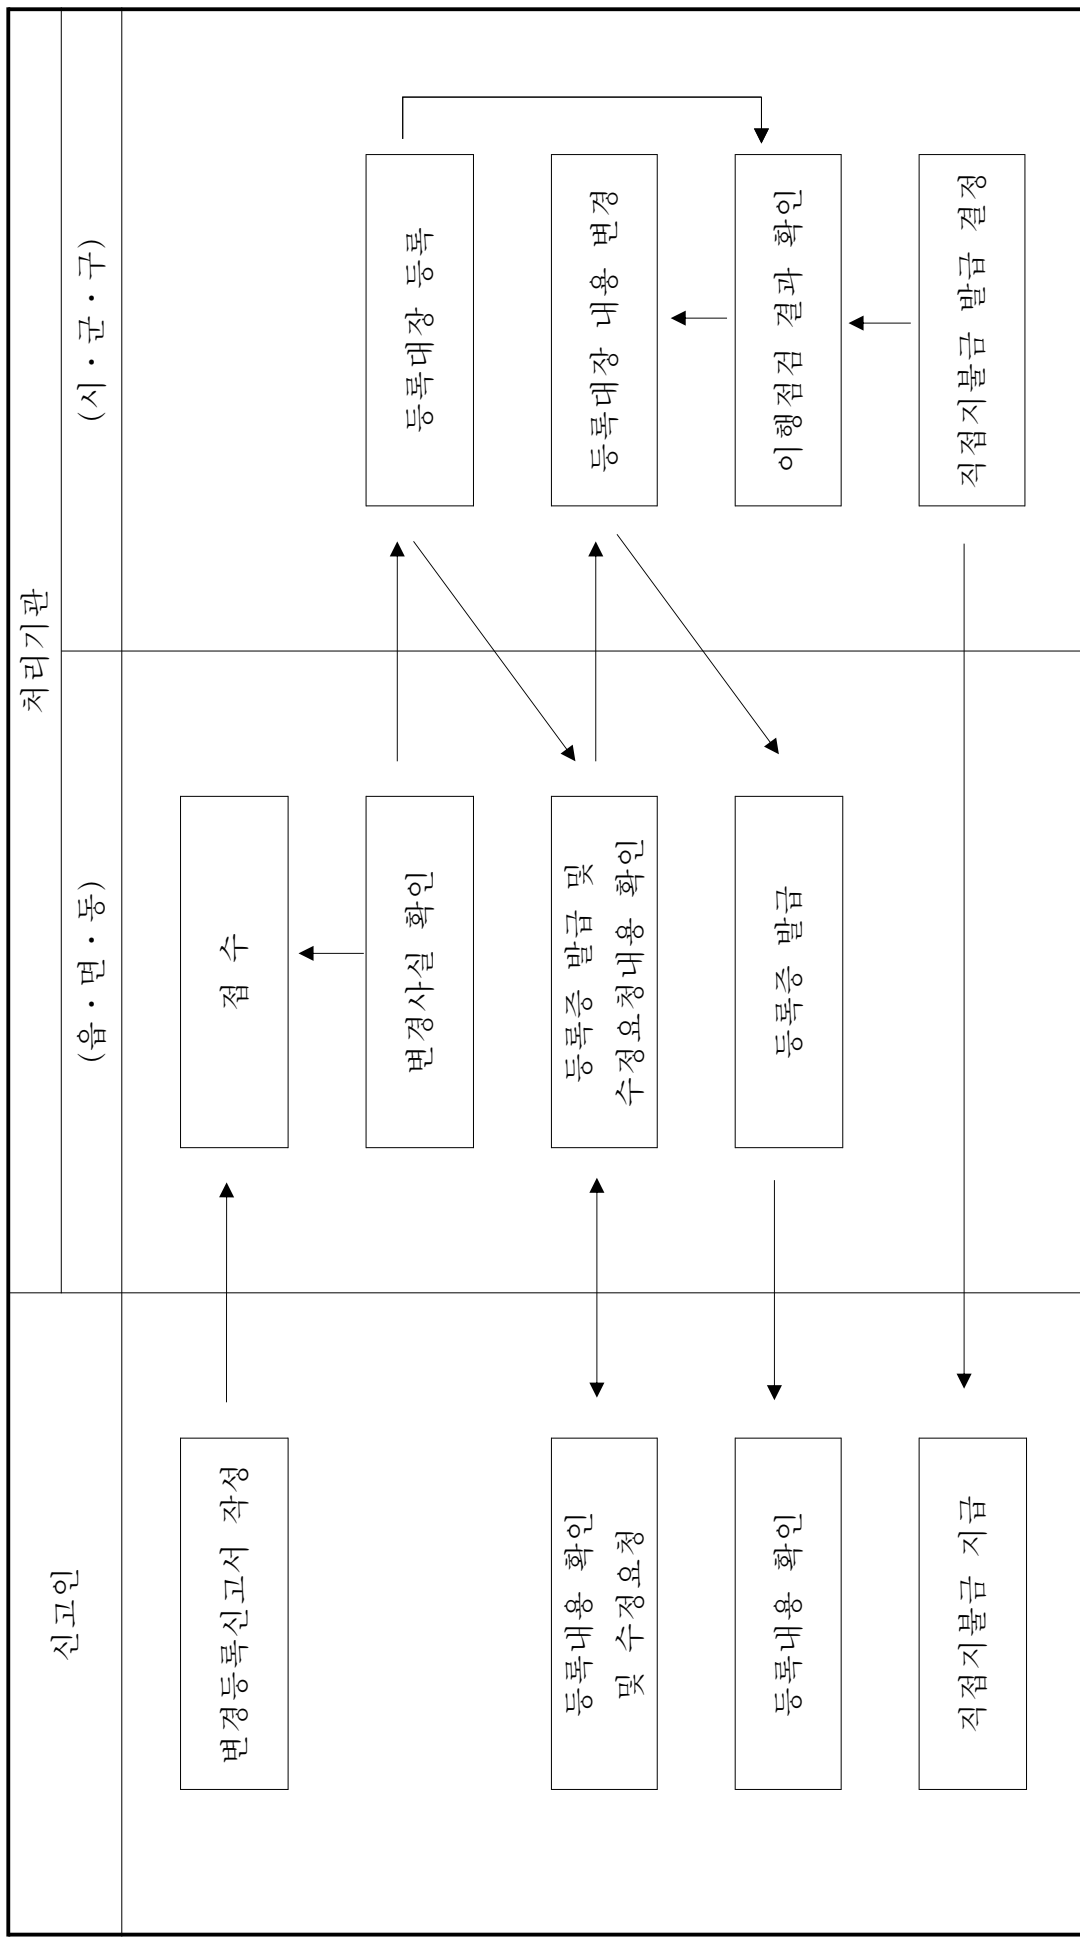 신고인
처리기관
(읍・면・동)
(시・군・구)
변경등록신고서 작성
접 수
변경사실 확인
등록대장 등록
등록내용 확인
및 수정요청
등록증 발급 및
수정요청내용 확인
등록대장 내용 변경
등록내용 확인
등록증 발급
이행점검 결과 확인
직접지불금 지급
직접지불금 발급 결정